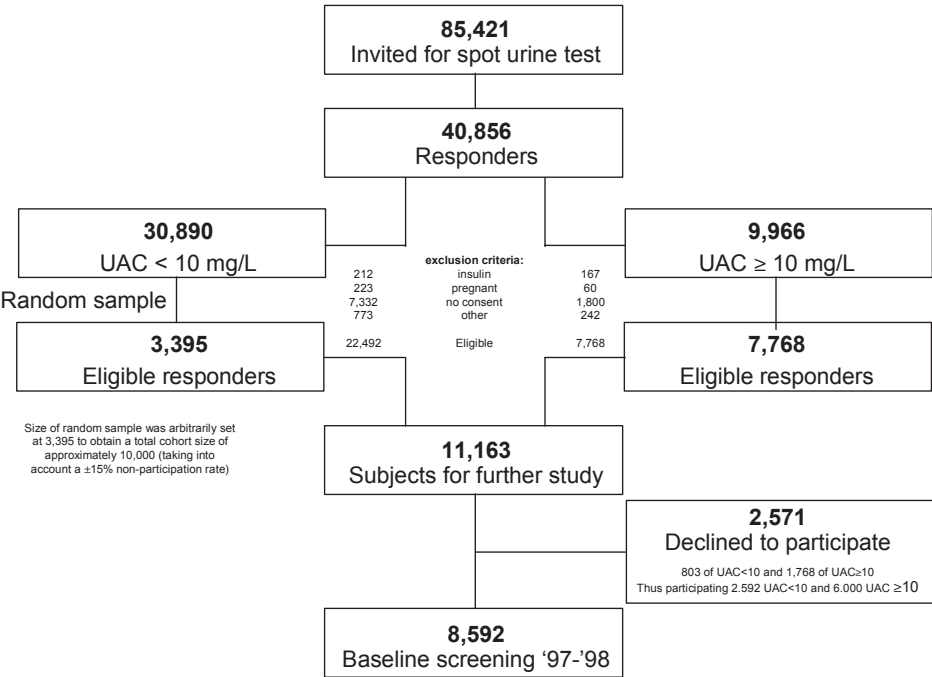 85,421
Invited for spot urine test
40,856
Responders
30,890
UAC < 10 mg/L
9,966
UAC ≥ 10 mg/L
exclusion criteria:
212 insulin 167
223 pregnant 60
7,332 no consent 1,800
773 other 242
22,492 Eligible 7,768
Random sample
3,395
Eligible responders
7,768
Eligible responders
Size of random sample was arbitrarily set
at 3,395 to obtain a total cohort size of
approximately 10,000 (taking into
account a ±15% non-participation rate)
11,163
Subjects for further study
2,571
Declined to participate
803 of UAC<10 and 1,768 of UAC≥10
Thus participating 2.592 UAC<10 and 6.000 UAC ≥10
8,592
Baseline screening ‘97-’98